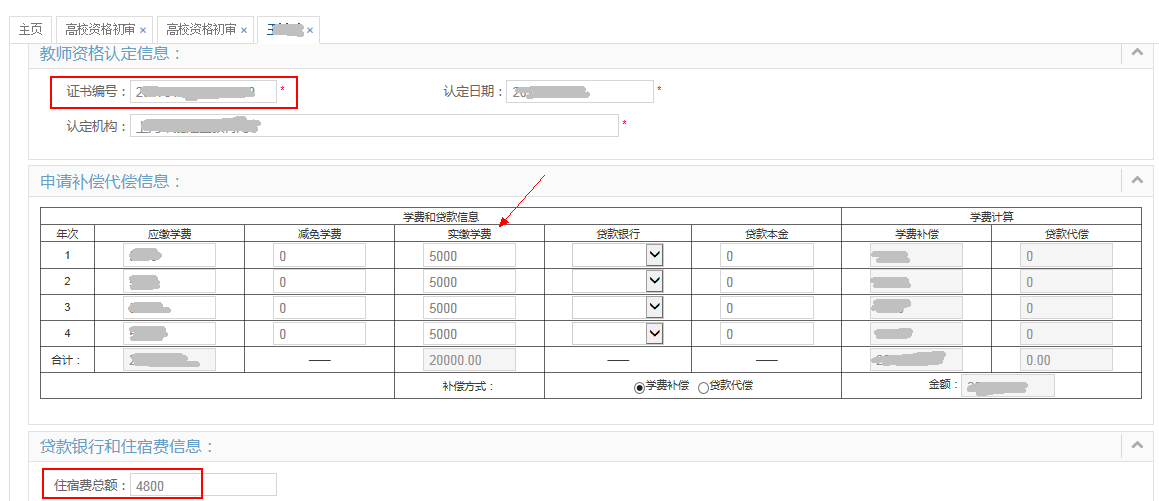 主页 高校资格初审 × 高校资格初审 × ×
教师资格认定信息：
证书编号： * 认定日期： *
认定机构： *
申请补偿代偿信息：
学费和贷款信息 学费计算
年次 应缴学费 减免学费 实缴学费 贷款银行 贷款本金 学费补偿 贷款代偿
1 0 5000 0 0
2 0 5000 0 0
3 0 5000 0 0
4 0 5000 0 0
合计： —— 20000.00 —— —— 0.00
补偿方式： 学费补偿 贷款代偿 金额：
贷款银行和住宿费信息：
住宿费总额： 4800